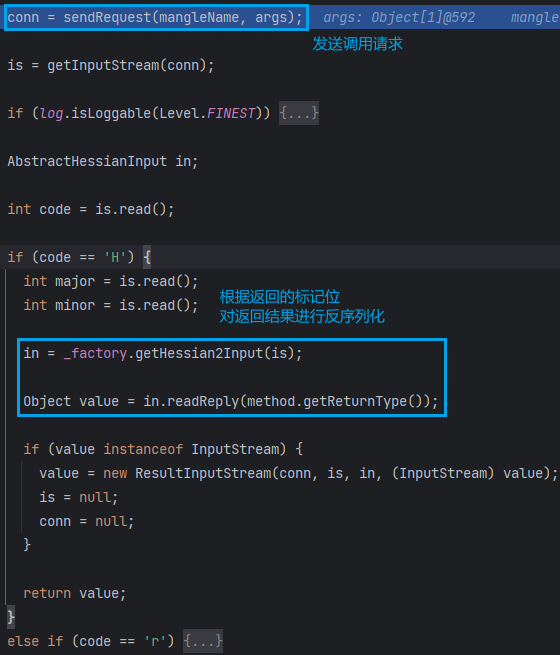 conn = sendRequest(mangleName, args);  args: Object[1]@592    mangle
发送调用请求
is = getInputStream(conn);
if (log.isLoggable(Level.FINEST)) {...}
AbstractHessianInput in;
int code = is.read();
if (code == 'H') {
int major = is.read();
int minor = is.read();
根据返回的标记位
对返回结果进行反序列化
in = _factory.getHessian2Input(is);
Object value = in.readReply(method.getReturnType());
if (value instanceof InputStream) {
value = new ResultInputStream(conn, is, in, (InputStream) value);
is = null;
conn = null;
}
return value;
}
else if (code == 'r') {...}